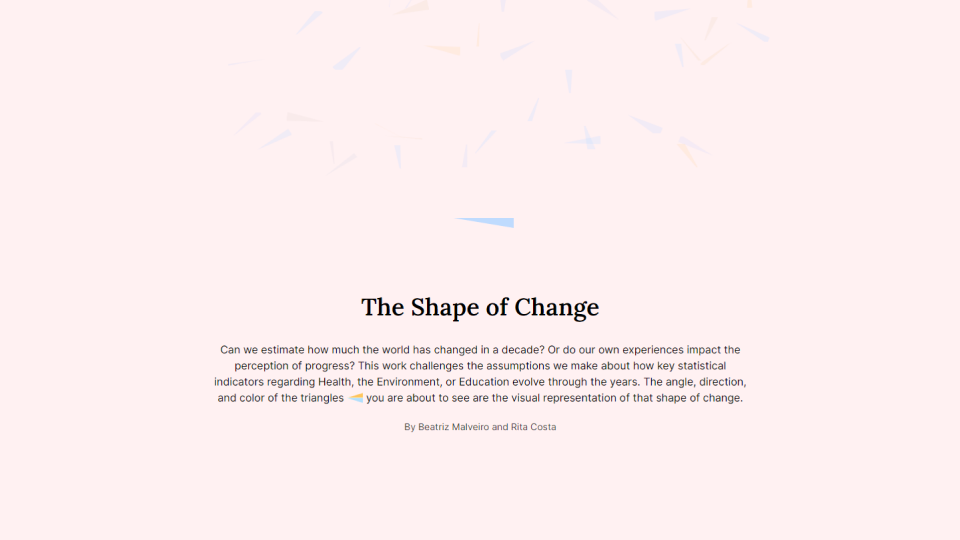 The Shape of Change
Can we estimate how much the world has changed in a decade? Or do our own experiences impact the
perception of progress? This work challenges the assumptions we make about how key statistical
indicators regarding Health, the Environment, or Education evolve through the years. The angle, direction,
and color of the triangles you are about to see are the visual representation of that shape of change.
By Beatriz Malveiro and Rita Costa